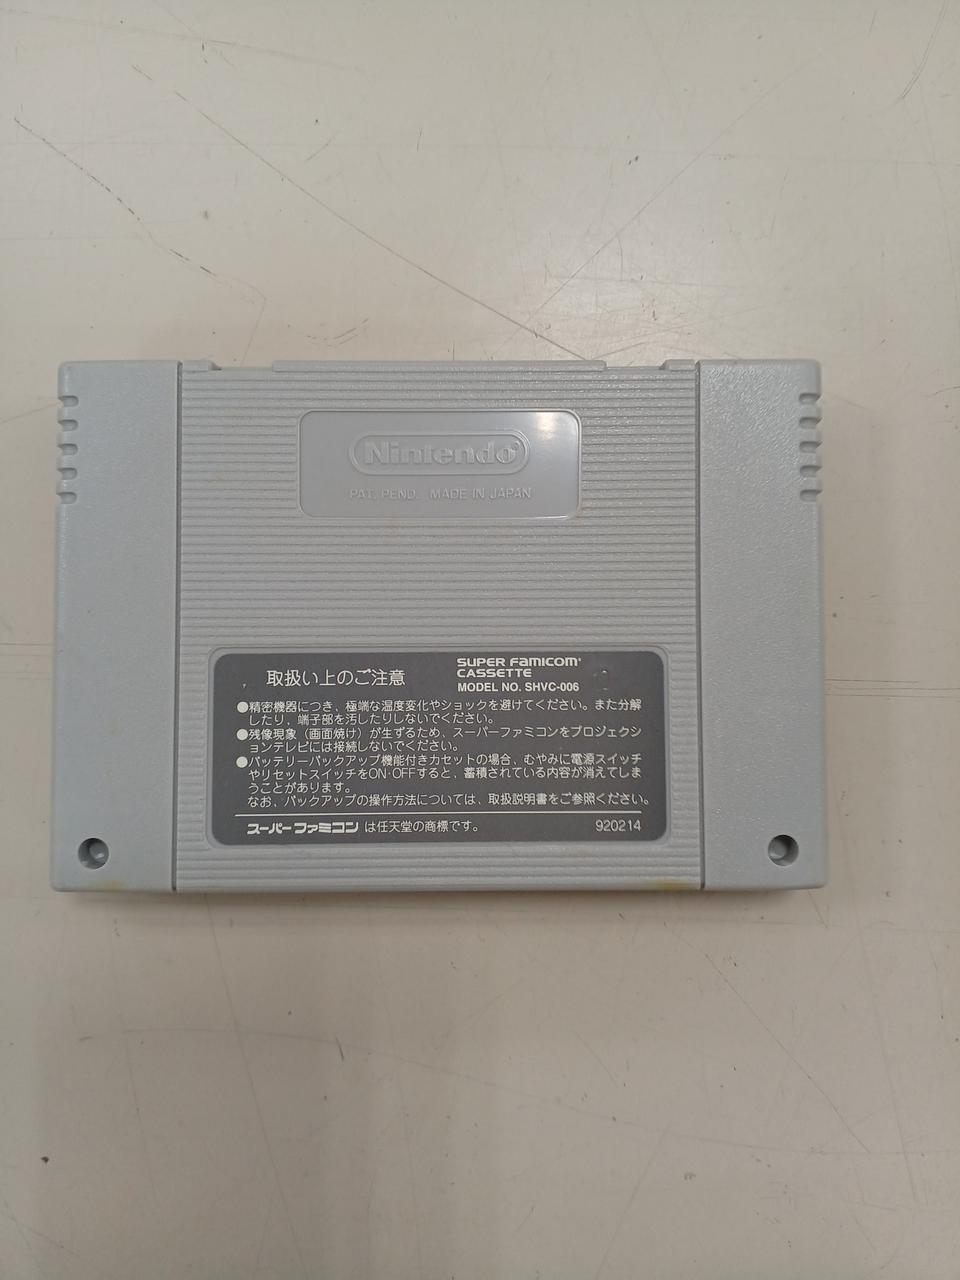 Nintendo®
PAT. PEND. MADE IN JAPAN
取扱い上のご注意
SUPER FAMICOM®
CASSETTE
MODEL NO. SHVC-006
●精密機器につき、極端な温度変化やショックを避けてください。また分解
したり、端子部を汚したりしないでください。
●残像現象（画面焼け）が生ずるため、スーパーファミコンをプロジェクシ
ョンテレビには接続しないでください。
●バッテリーバックアップ機能付きカセットの場合、むやみに電源スイッチ
やリセットスイッチをON・OFFすると、蓄積されている内容が消えてしま
うことがあります。
なお、バックアップの操作方法については、取扱説明書をご参照ください。
スーパーファミコン は任天堂の商標です。
920214